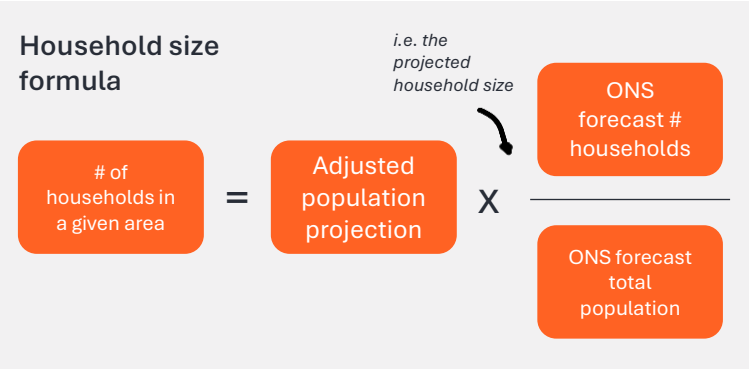 Household size
formula
i.e. the
projected
household size
ONS
forecast #
households
# of
households in
a given area
=
Adjusted
population
projection
X
ONS forecast
total
population